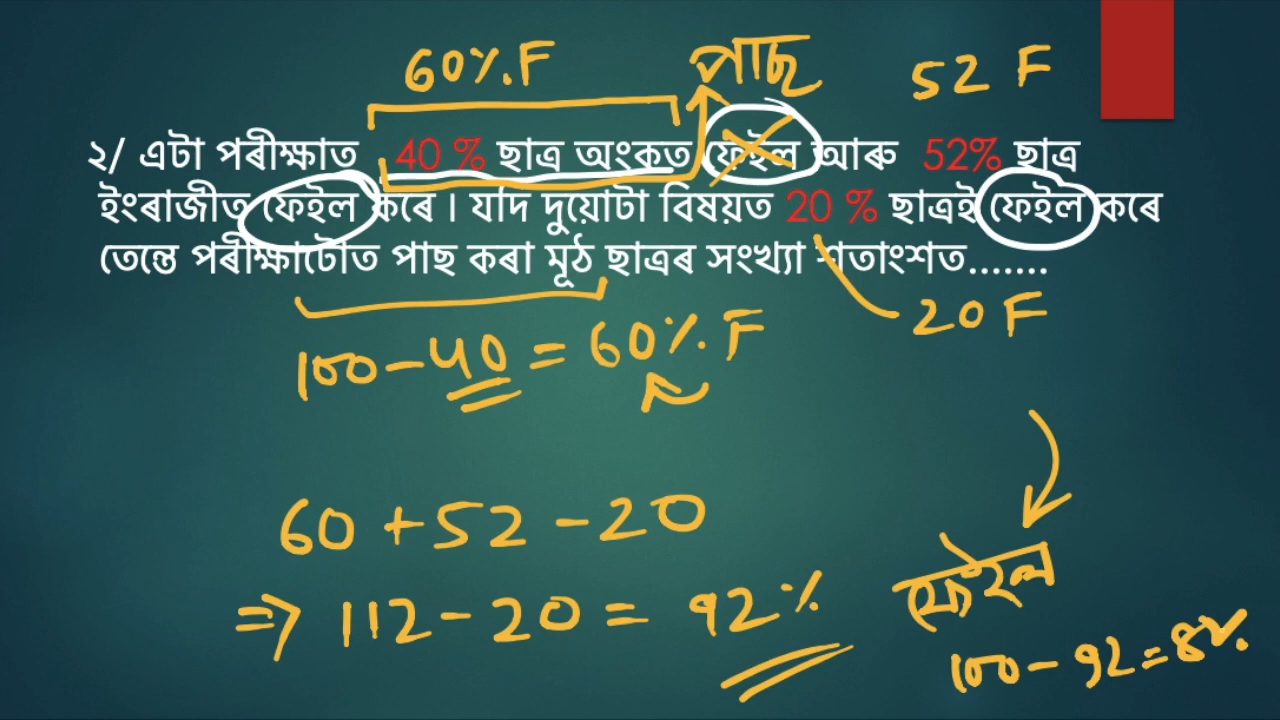 60%.F পাছ 52 F
২/ এটা পৰীক্ষাত 40 % ছাত্ৰ অংকত ফেইল আৰু 52% ছাত্ৰ
ইংৰাজীত ফেইল কৰে । যদি দুয়োটা বিষয়ত 20 % ছাত্ৰই ফেইল কৰে
তেন্তে পৰীক্ষাটোত পাছ কৰা মূঠ ছাত্ৰৰ সংখ্যা শতাংশত.......
20 F
100-40 = 60%. F
60 + 52 - 20
⇒ 112 - 20 = 92%
ফেইল
100 - 92 = 8%.